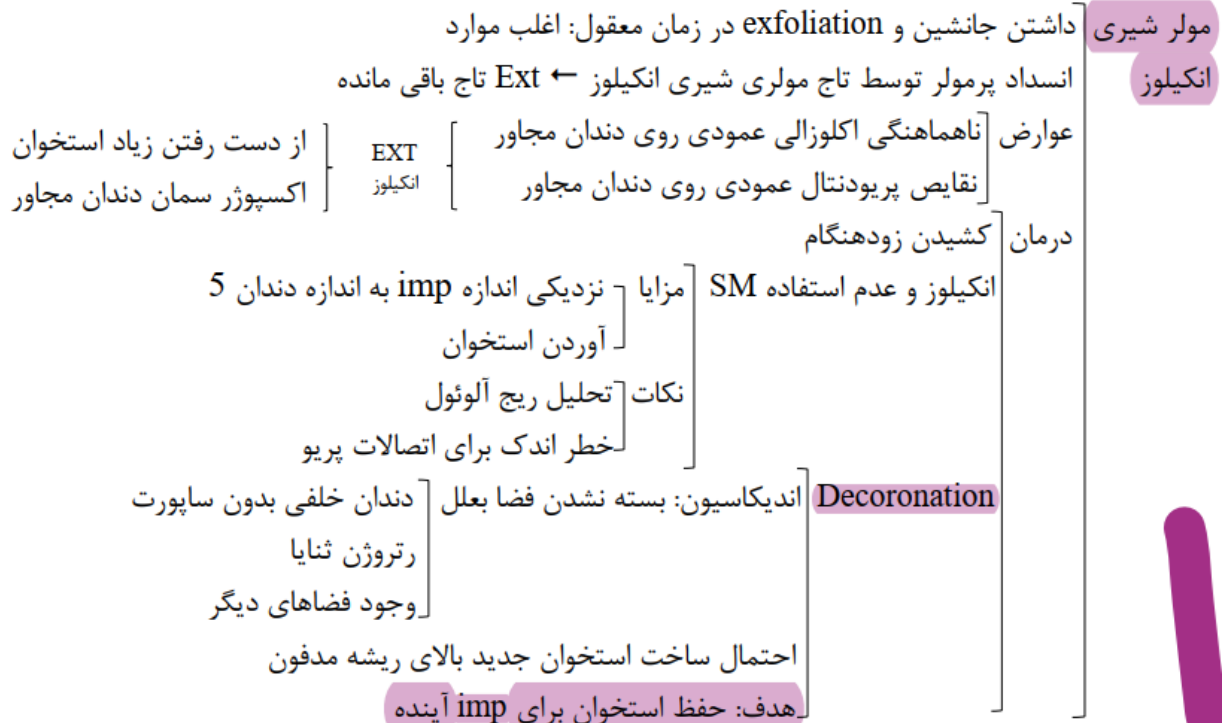 مولر شیری داشتن جانشین و exfoliation در زمان معقول: اغلب موارد
انکیلوز انسداد پرمولر توسط تاج مولری شیری انکیلوز ← Ext تاج باقی مانده
عوارض ناهماهنگی اکلوزالی عمودی روی دندان مجاور EXT از دست رفتن زیاد استخوان
نقایص پریودنتال عمودی روی دندان مجاور انکیلوز اکسپوژر سمان دندان مجاور
درمان کشیدن زودهنگام
انکیلوز و عدم استفاده SM مزایا نزدیکی اندازه imp به اندازه دندان 5
آوردن استخوان
نکات تحلیل ریج آلوئول
خطر اندک برای اتصالات پریو
Decoronation اندیکاسیون: بسته نشدن فضا بعلل دندان خلفی بدون ساپورت
رتروژن ثنایا
وجود فضاهای دیگر
احتمال ساخت استخوان جدید بالای ریشه مدفون
هدف: حفظ استخوان برای imp آینده